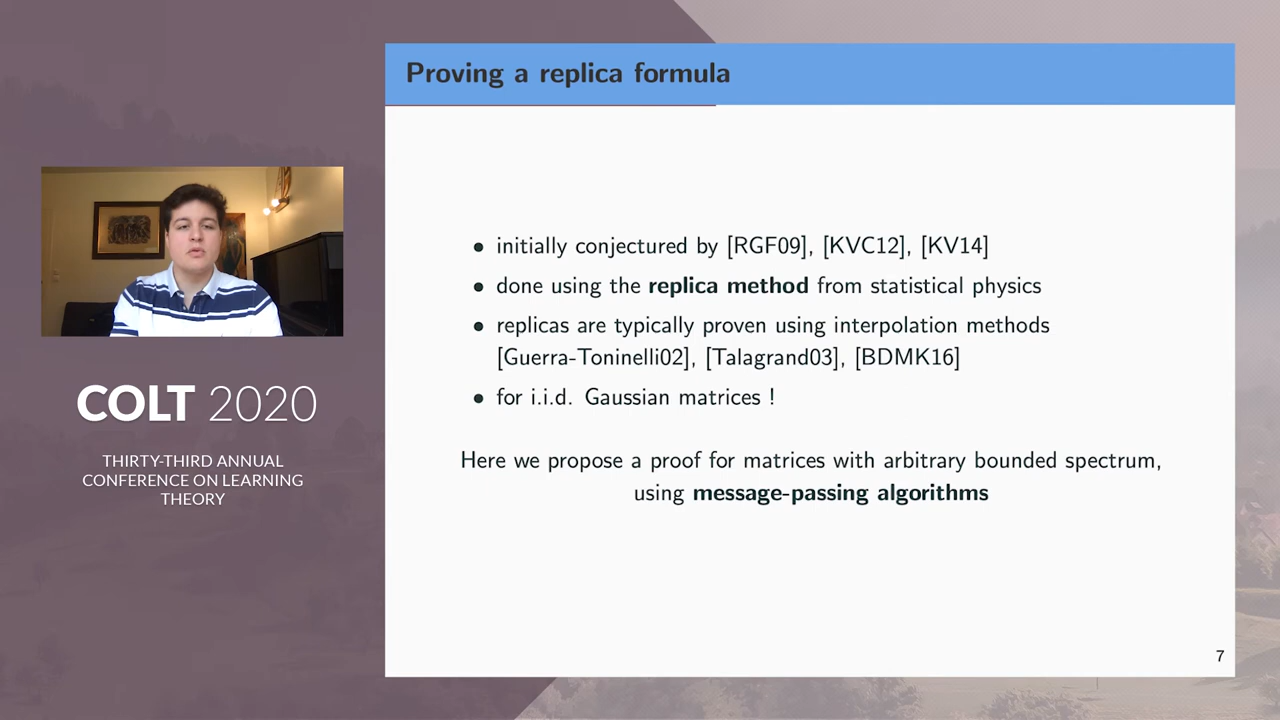 Proving a replica formula
• initially conjectured by [RGF09], [KVC12], [KV14]
• done using the replica method from statistical physics
• replicas are typically proven using interpolation methods
[Guerra-Toninelli02], [Talagrand03], [BDMK16]
• for i.i.d. Gaussian matrices !
Here we propose a proof for matrices with arbitrary bounded spectrum,
using message-passing algorithms
7
COLT 2020
THIRTY-THIRD ANNUAL
CONFERENCE ON LEARNING
THEORY